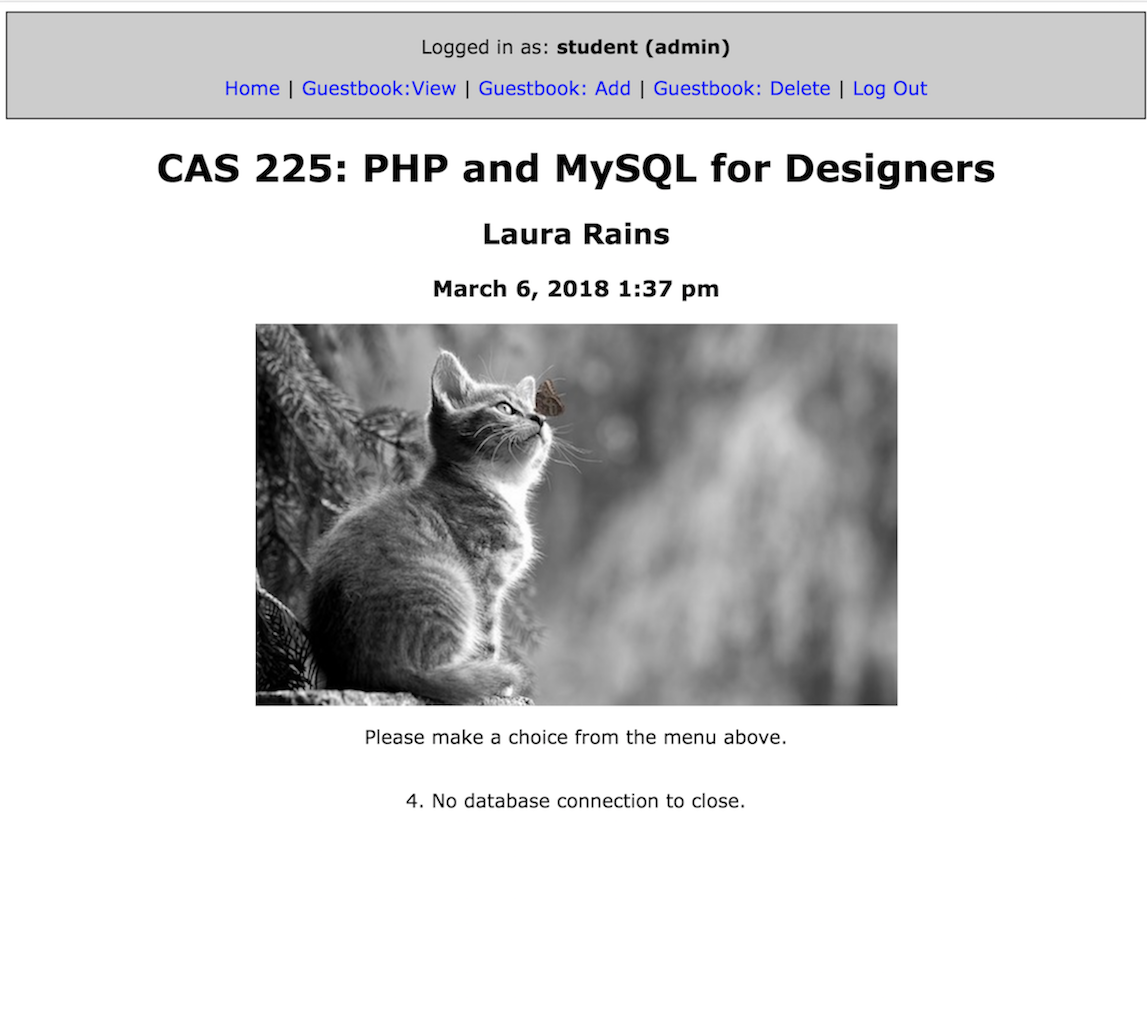 Logged in as: student (admin)
Home | Guestbook:View | Guestbook: Add | Guestbook: Delete | Log Out
CAS 225: PHP and MySQL for Designers
Laura Rains
March 6, 2018 1:37 pm
Please make a choice from the menu above.
4. No database connection to close.